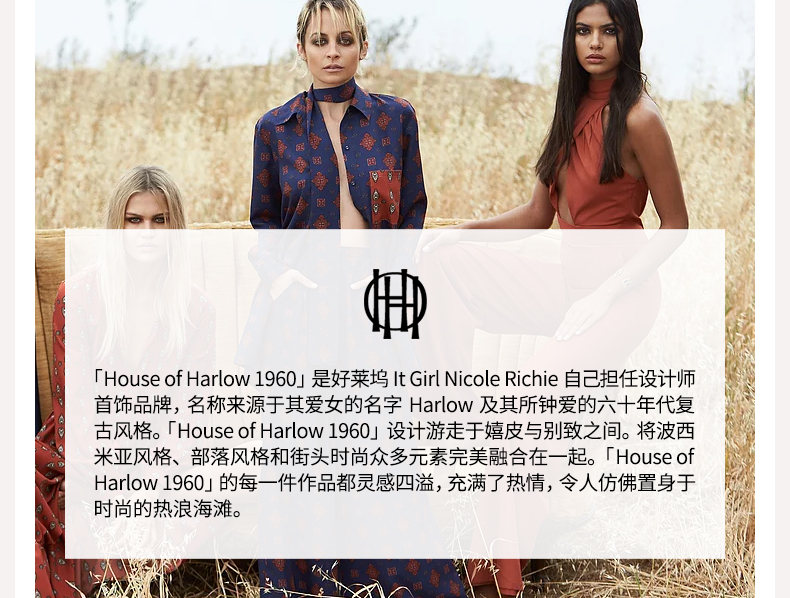 「House of Harlow 1960」是好莱坞 It Girl Nicole Richie 自己担任设计师
首饰品牌，名称来源于其爱女的名字 Harlow 及其所钟爱的六十年代复
古风格。「House of Harlow 1960」设计游走于嬉皮与别致之间。将波西
米亚风格、部落风格和街头时尚众多元素完美融合在一起。「House of
Harlow 1960」的每一件作品都灵感四溢，充满了热情，令人仿佛置身于
时尚的热浪海滩。